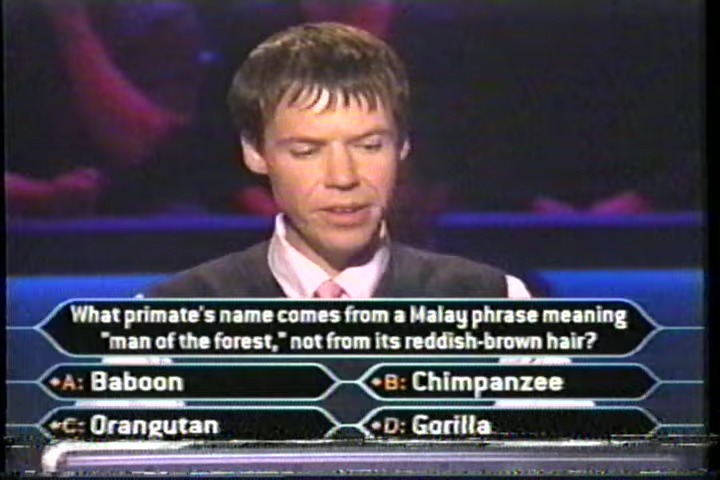 What primate's name comes from a Malay phrase meaning
"man of the forest," not from its reddish-brown hair?
A: Baboon
B: Chimpanzee
C: Orangutan
D: Gorilla